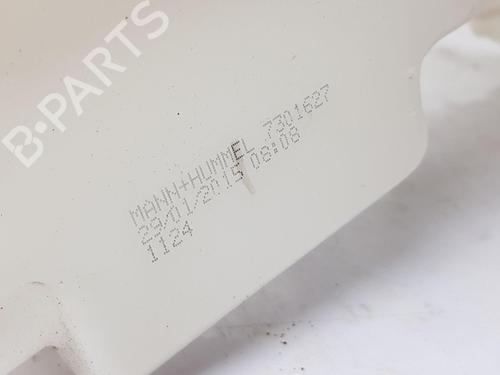 B-PARTS
MANN+HUMMEL 7301627
29/01/2015 08:08
1124